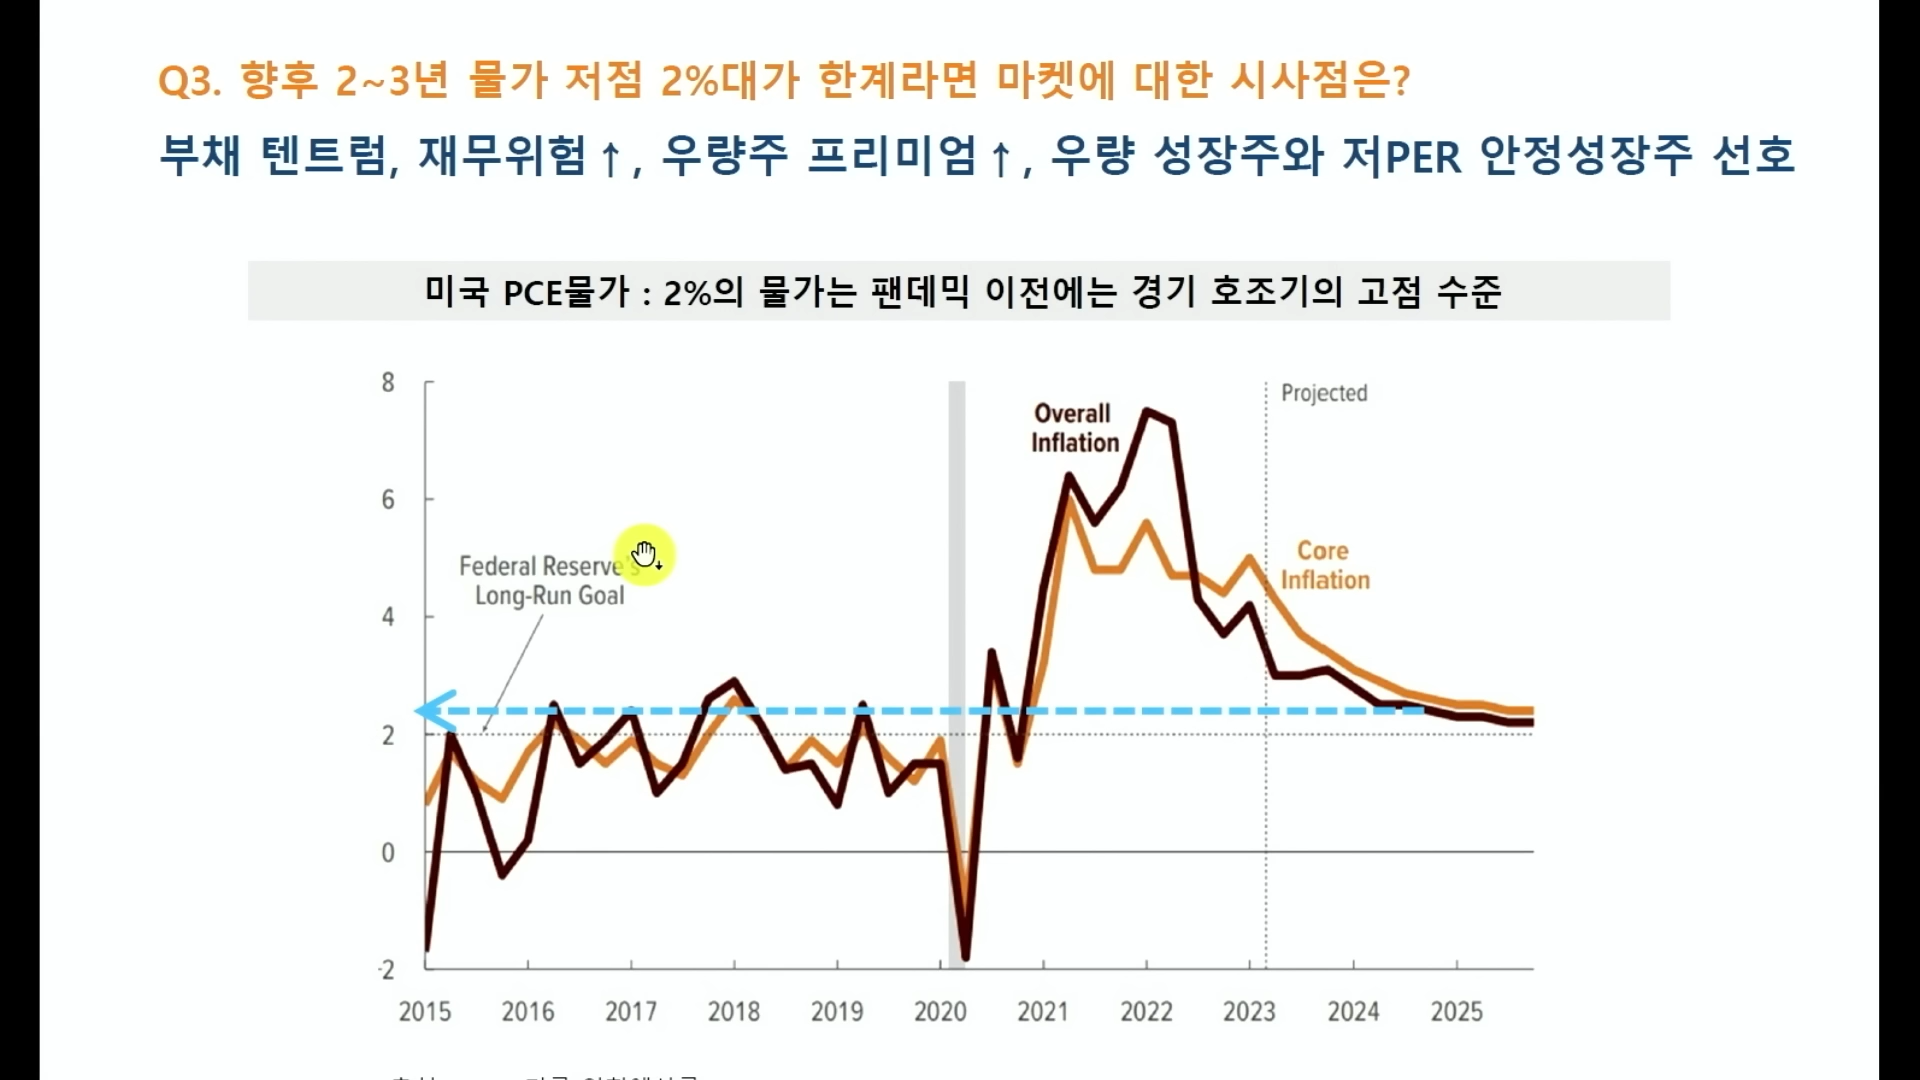 Q3. 향후 2~3년 물가 저점 2%대가 한계라면 마켓에 대한 시사점은?
부채 텐트럼, 재무위험↑, 우량주 프리미엄↑, 우량 성장주와 저PER 안정성장주 선호
미국 PCE물가 : 2%의 물가는 팬데믹 이전에는 경기 호조기의 고점 수준
8
6
4
2
0
-2
Projected
Overall
Inflation
Core
Inflation
Federal Reserve's
Long-Run Goal
2015 2016 2017 2018 2019 2020 2021 2022 2023 2024 2025